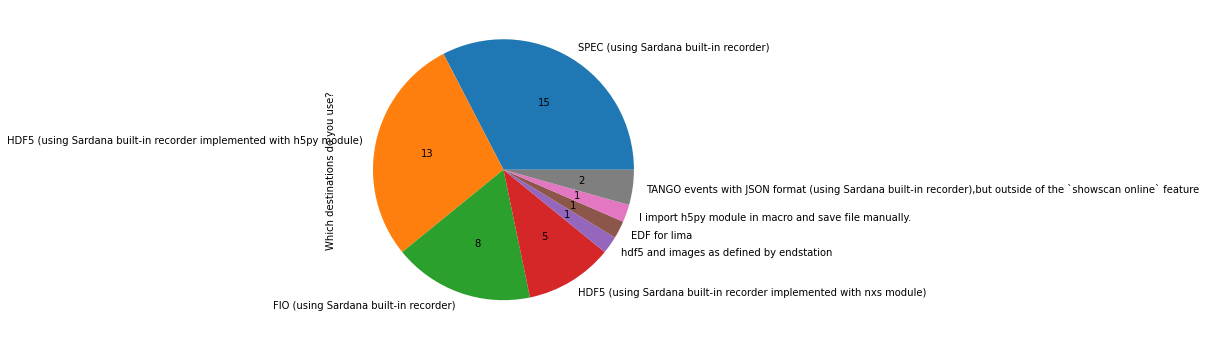 SPEC (using Sardana built-in recorder)
15
HDF5 (using Sardana built-in recorder implemented with h5py module)
13
Which destinations do you use?
2
TANGO events with JSON format (using Sardana built-in recorder),but outside of the `showscan online` feature
1
I import h5py module in macro and save file manually.
1
EDF for lima
1
hdf5 and images as defined by endstation
5
HDF5 (using Sardana built-in recorder implemented with nxs module)
8
FIO (using Sardana built-in recorder)